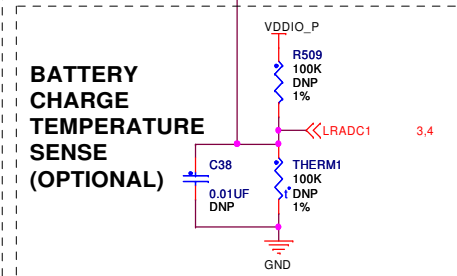 VDDIO_P
R509
100K
DNP
1%
BATTERY
CHARGE
TEMPERATURE
SENSE
(OPTIONAL)
LRADC1 3,4
C38
0.01UF
DNP
THERM1
100K
t° DNP
1%
GND